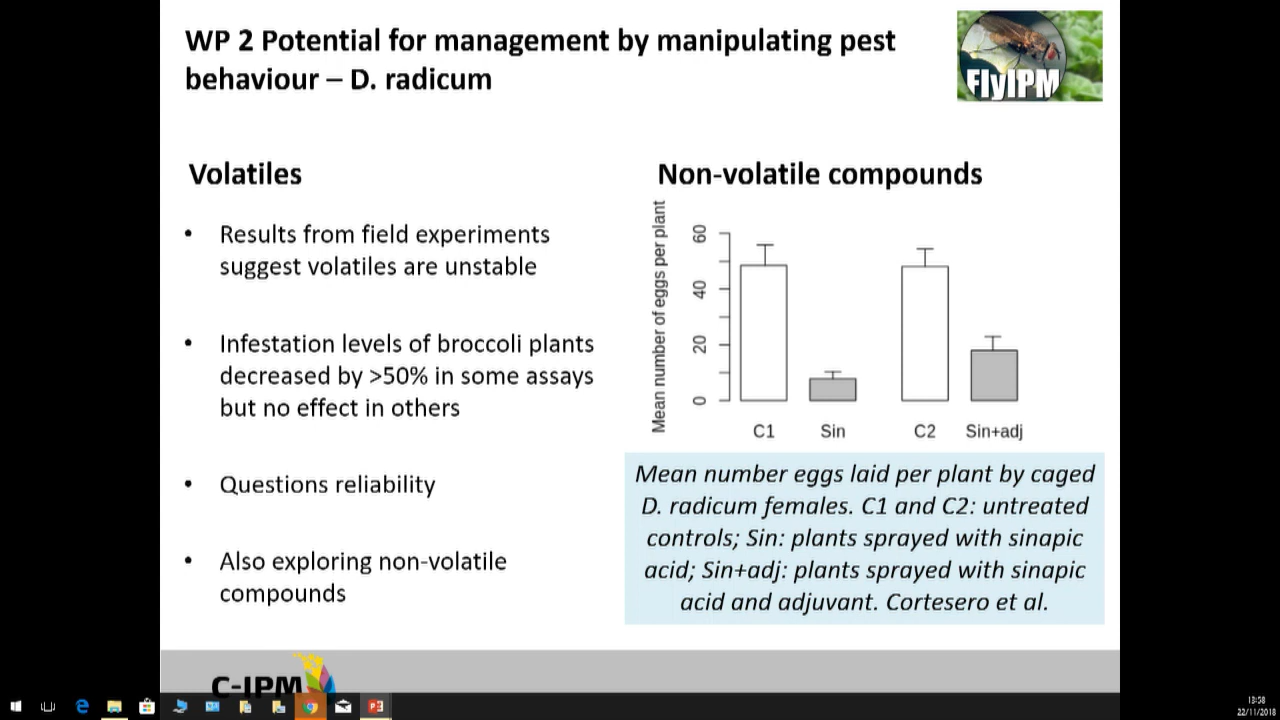 WP 2 Potential for management by manipulating pest
behaviour – D. radicum
FlyIPM
Volatiles
• Results from field experiments
suggest volatiles are unstable
• Infestation levels of broccoli plants
decreased by >50% in some assays
but no effect in others
• Questions reliability
• Also exploring non-volatile
compounds
Non-volatile compounds
Mean number of eggs per plant
60
40
20
0
C1 Sin C2 Sin+adj
Mean number eggs laid per plant by caged
D. radicum females. C1 and C2: untreated
controls; Sin: plants sprayed with sinapic
acid; Sin+adj: plants sprayed with sinapic
acid and adjuvant. Cortesero et al.
C-IPM
13:58
22/11/2018